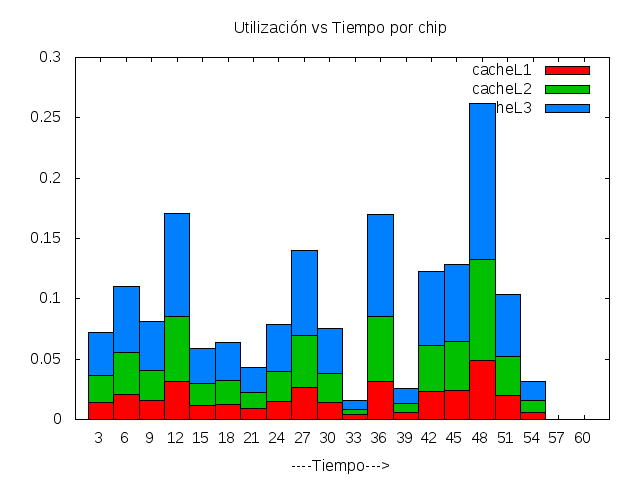 Utilización vs Tiempo por chip
0.3
0.25
0.2
0.15
0.1
0.05
0
cacheL1
cacheL2
cheL3
3 6 9 12 15 18 21 24 27 30 33 36 39 42 45 48 51 54 57 60
----Tiempo--->